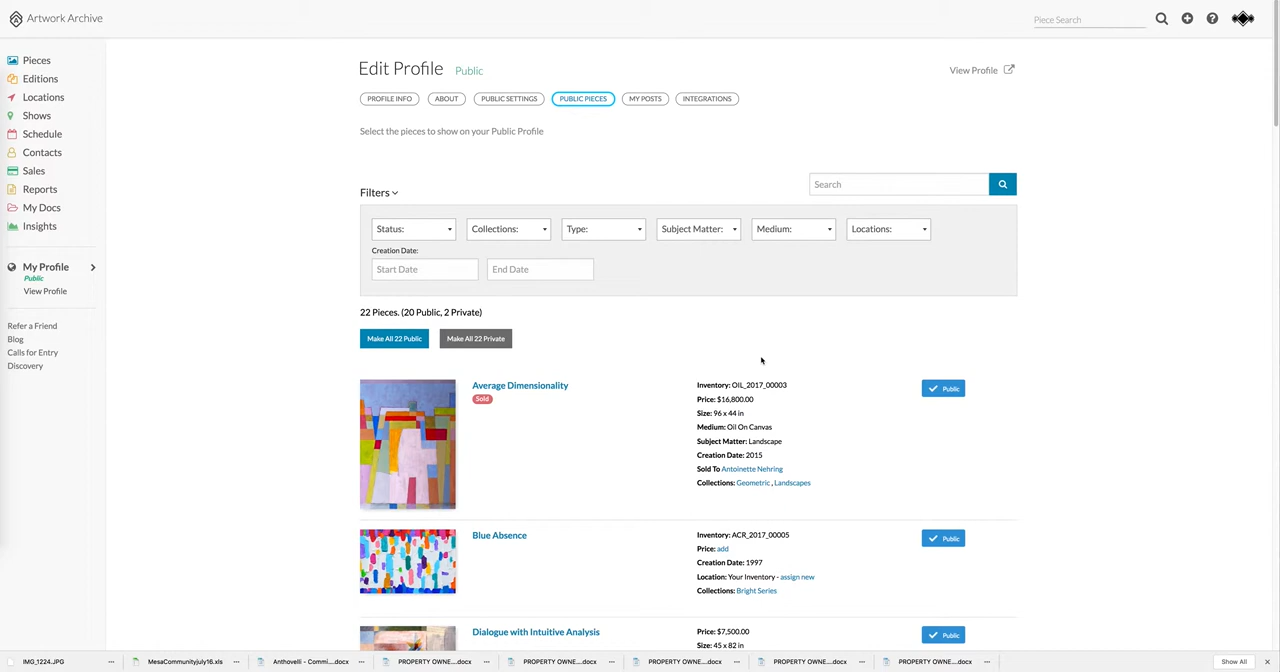 Artwork Archive
Piece Search
Pieces
Editions
Locations
Shows
Schedule
Contacts
Sales
Reports
My Docs
Insights
My Profile
Public
View Profile
Refer a Friend
Blog
Calls for Entry
Discovery
Edit Profile Public
View Profile
PROFILE INFO ABOUT PUBLIC SETTINGS PUBLIC PIECES MY POSTS INTEGRATIONS
Select the pieces to show on your Public Profile
Filters
Search
Status: Collections: Type: Subject Matter: Medium: Locations:
Creation Date:
Start Date End Date
22 Pieces. (20 Public, 2 Private)
Make All 22 Public Make All 22 Private
Average Dimensionality
Sold
Inventory: OIL_2017_00003
Price: $16,800.00
Size: 96 x 44 in
Medium: Oil On Canvas
Subject Matter: Landscape
Creation Date: 2015
Sold To Antoinette Nehring
Collections: Geometric , Landscapes
Public
Blue Absence
Inventory: ACR_2017_00005
Price: add
Creation Date: 1997
Location: Your Inventory - assign new
Collections: Bright Series
Public
Dialogue with Intuitive Analysis
Price: $7,500.00
Size: 45 x 82 in
Public
IMG_1224.JPG MesaCommunityjuly16.xls Anthovelli - Commi....docx PROPERTY OWNE....docx PROPERTY OWNE....docx PROPERTY OWNE....docx PROPERTY OWNE....docx PROPERTY OWNE....docx Show All